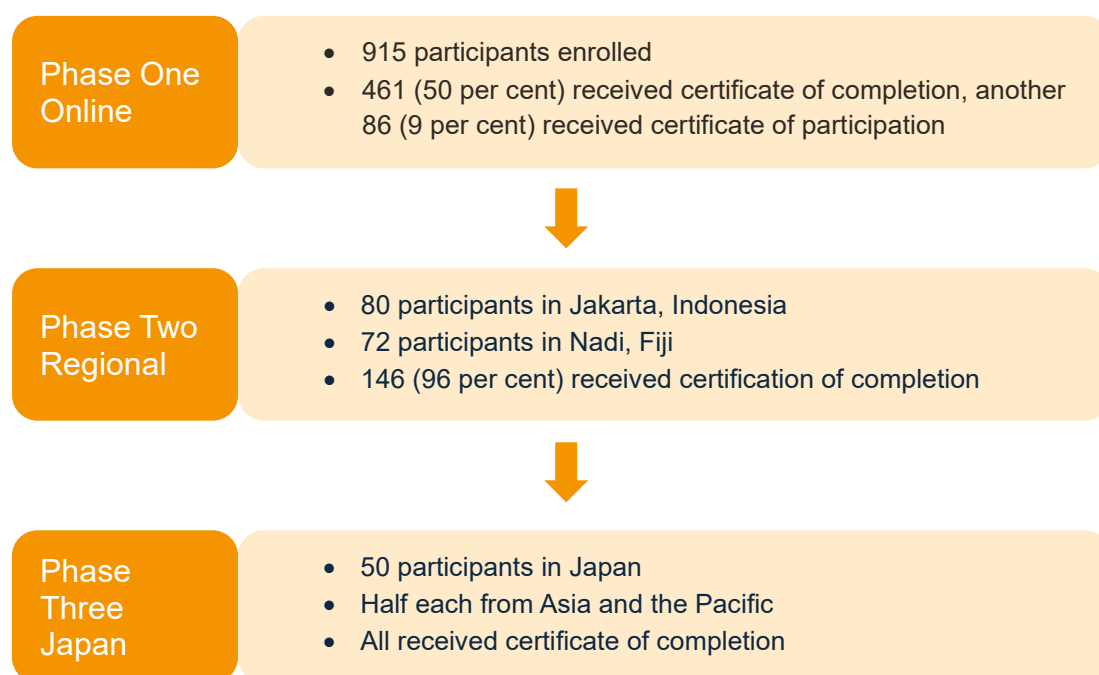 Phase One
Online
• 915 participants enrolled
• 461 (50 per cent) received certificate of completion, another
86 (9 per cent) received certificate of participation
Phase Two
Regional
• 80 participants in Jakarta, Indonesia
• 72 participants in Nadi, Fiji
• 146 (96 per cent) received certification of completion
Phase
Three
Japan
• 50 participants in Japan
• Half each from Asia and the Pacific
• All received certificate of completion